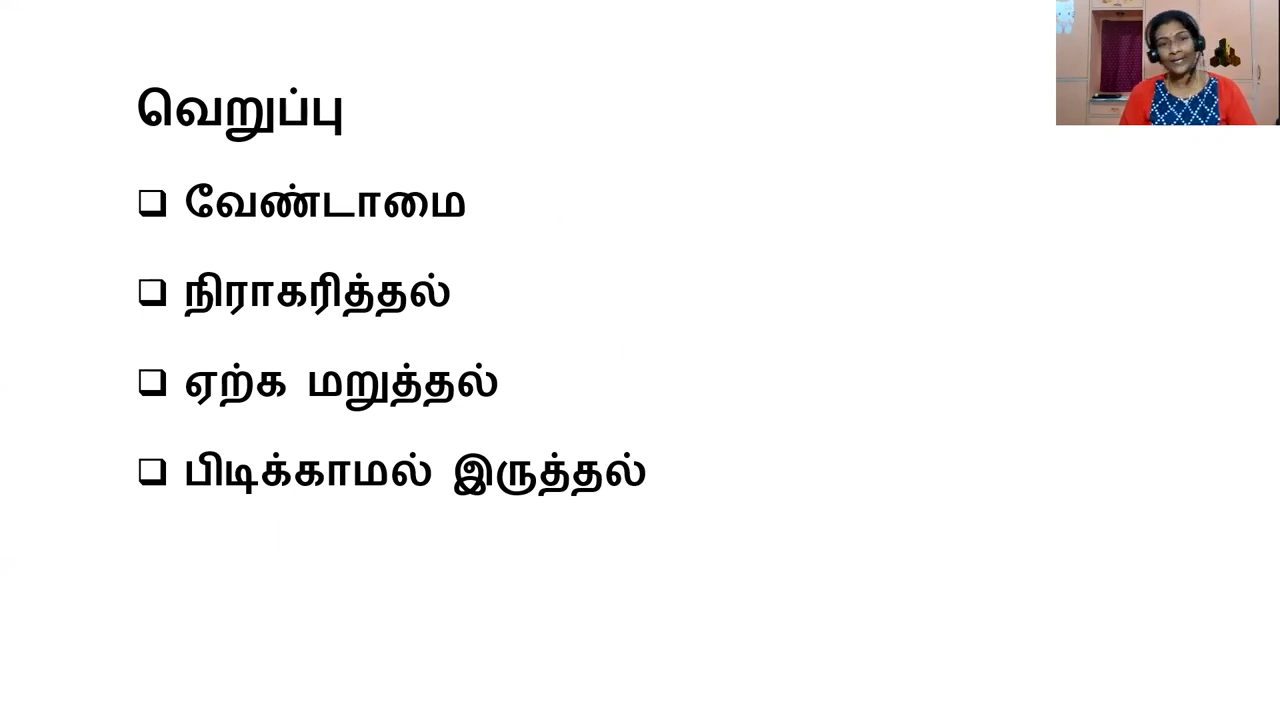 வெறுப்பு
வேண்டாமை
நிராகரித்தல்
ஏற்க மறுத்தல்
பிடிக்காமல் இருத்தல்